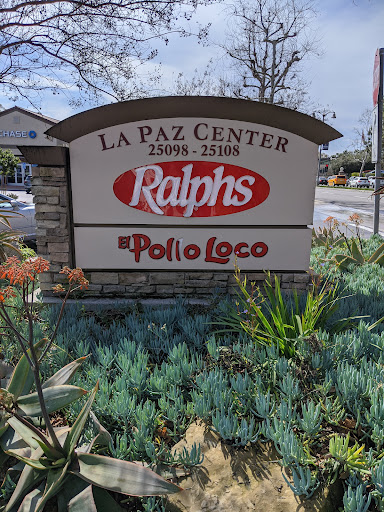 CHASE
LA PAZ CENTER
25098 - 25108
Ralphs
El Pollo Loco